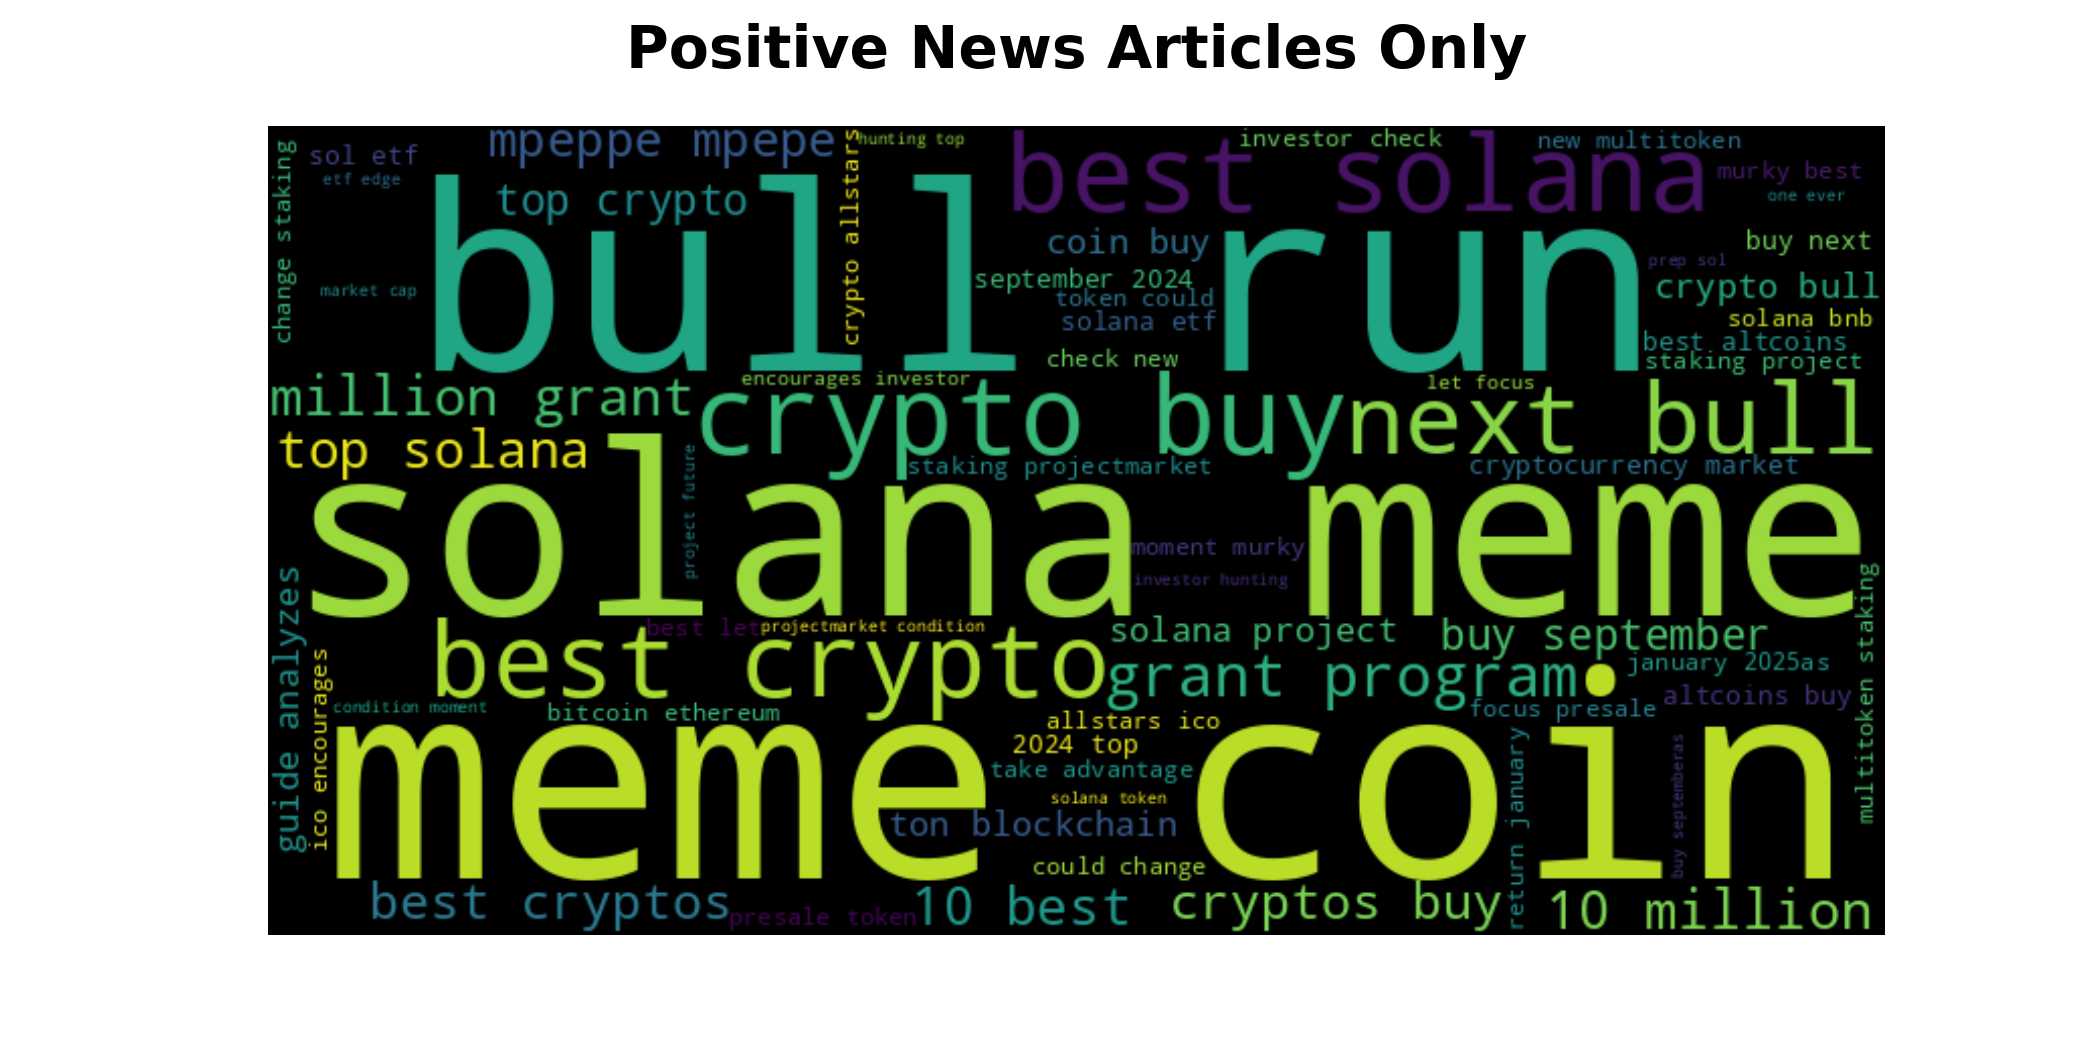 Positive News Articles Only
change staking
sol etf
etf edge
mpeppe mpepe
top crypto
crypto allstars
hunting top
best solana
investor check
new multitoken
murky best
one ever
bull run
coin buy
september 2024
token could
solana etf
check new
buy next
prep sol
crypto bull
solana bnb
best altcoins
staking project
market cap
million grant
encourages investor
crypto buy
let focus
next bull
top solana
project future
staking projectmarket
cryptocurrency market
solana meme
moment murky
investor hunting
guide analyzes
ico encourages
best let
projectmarket condition
best crypto
solana project
buy september
grant program
january 2025as
altcoins buy
focus presale
multitoken staking
condition moment
bitcoin ethereum
allstars ico
2024 top
take advantage
solana token
meme coin
ton blockchain
could change
return january
buy septemberas
best cryptos
presale token
10 best
cryptos buy
10 million